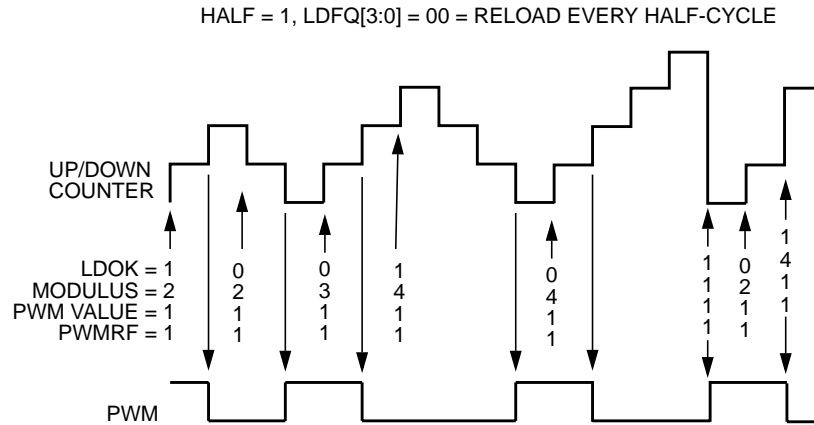 HALF = 1, LDFQ[3:0] = 00 = RELOAD EVERY HALF-CYCLE
UP/DOWN
COUNTER
LDOK = 1 0 0 1 0 1 0 1
MODULUS = 2 2 3 4 4 1 2 4
PWM VALUE = 1 1 1 1 1 1 1 1
PWMRF = 1 1 1 1 1 1 1 1
PWM